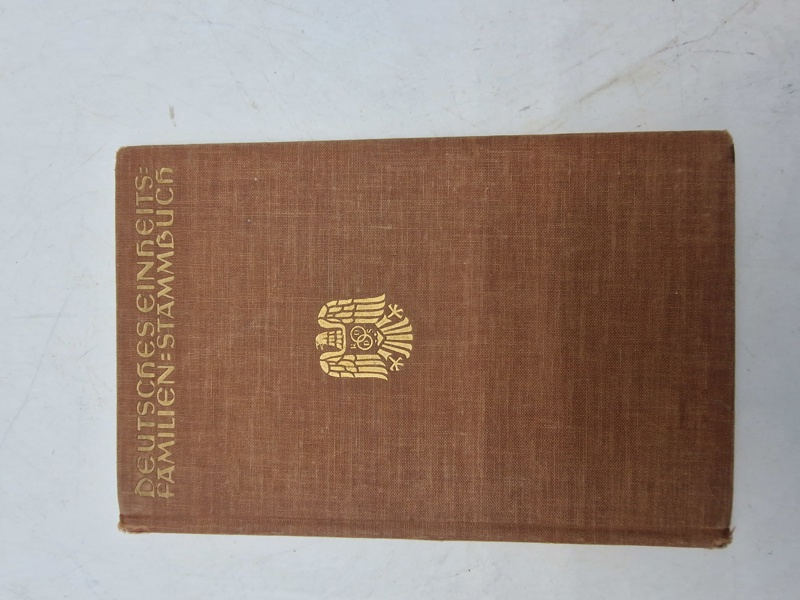 DEUTSCHES EINHEITS=
FAMILIEN=STAMMBUCH